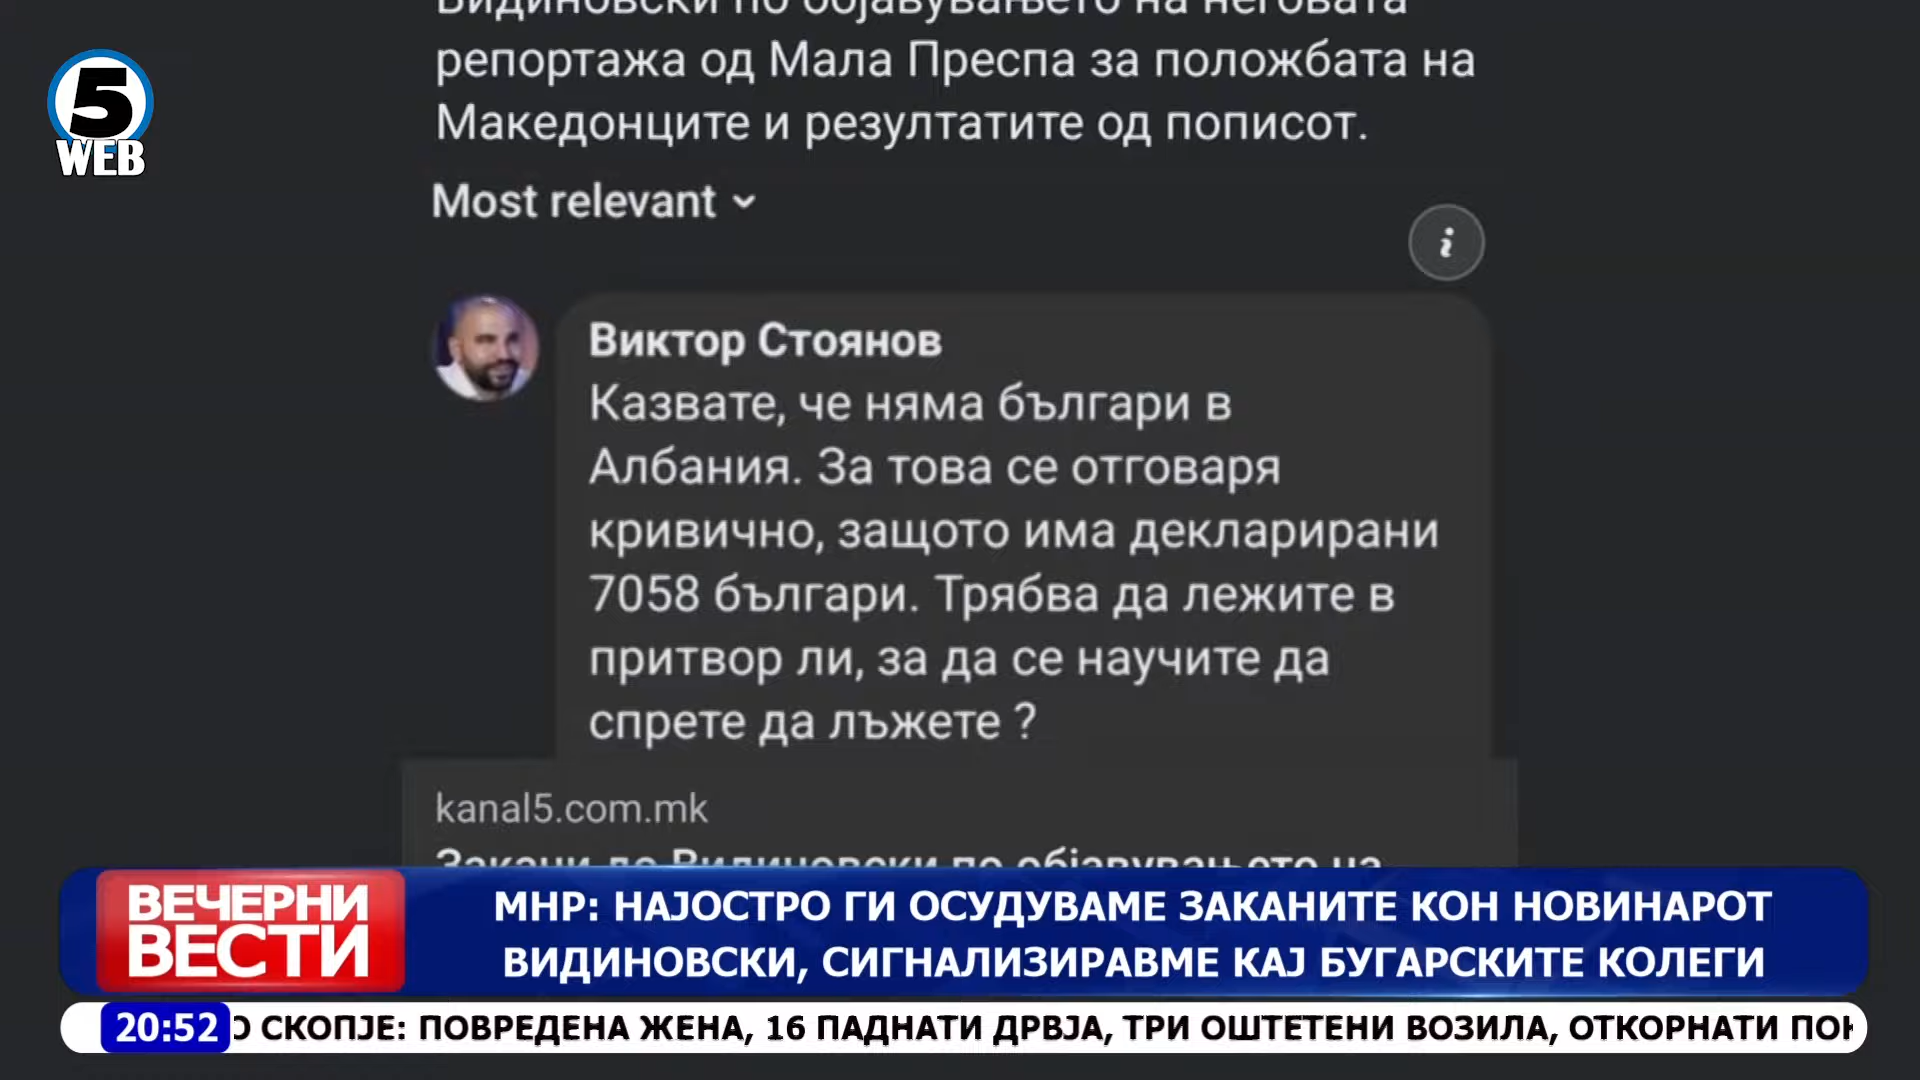 Видиновски по објавувањето на неговата
репортажа од Мала Преспа за положбата на
Македонците и резултатите од пописот.
5
WEB
Most relevant
i
Виктор Стоянов
Казвате, че няма българи в
Албания. За това се отговаря
кривично, защото има декларирани
7058 българи. Трябва да лежите в
притвор ли, за да се научите да
спрете да лъжете ?
kanal5.com.mk
Закани до Видиновски по објавувањето на
ВЕЧЕРНИ
ВЕСТИ
МНР: НАЈОСТРО ГИ ОСУДУВАМЕ ЗАКАНИТЕ КОН НОВИНАРОТ
ВИДИНОВСКИ, СИГНАЛИЗИРАВМЕ КАЈ БУГАРСКИТЕ КОЛЕГИ
20:52
О СКОПЈЕ: ПОВРЕДЕНА ЖЕНА, 16 ПАДНАТИ ДРВЈА, ТРИ ОШТЕТЕНИ ВОЗИЛА, ОТКОРНАТИ